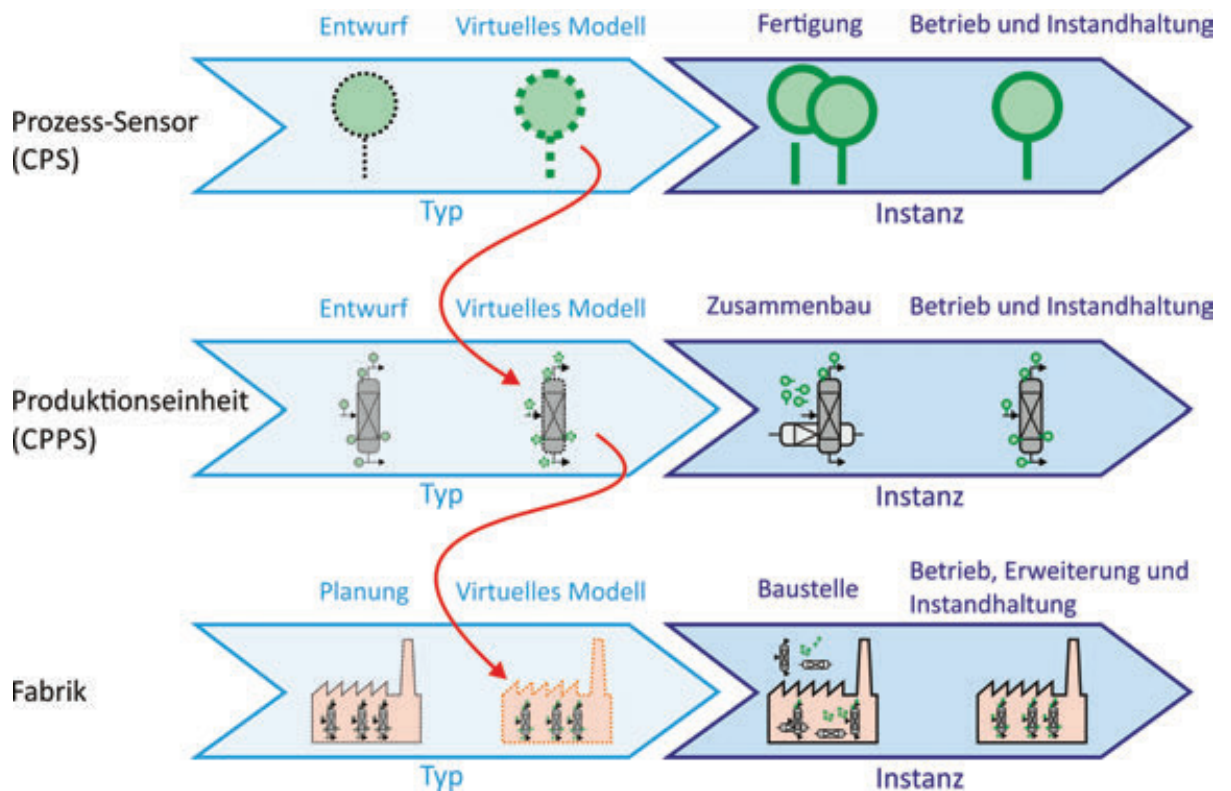 Entwurf
Virtuelles Modell
Fertigung
Betrieb und Instandhaltung
Prozess-Sensor
(CPS)
Typ
Instanz
Entwurf
Virtuelles Modell
Zusammenbau
Betrieb und Instandhaltung
Produktionseinheit
(CPPS)
Typ
Instanz
Planung
Virtuelles Modell
Baustelle
Betrieb, Erweiterung und
Instandhaltung
Fabrik
Typ
Instanz